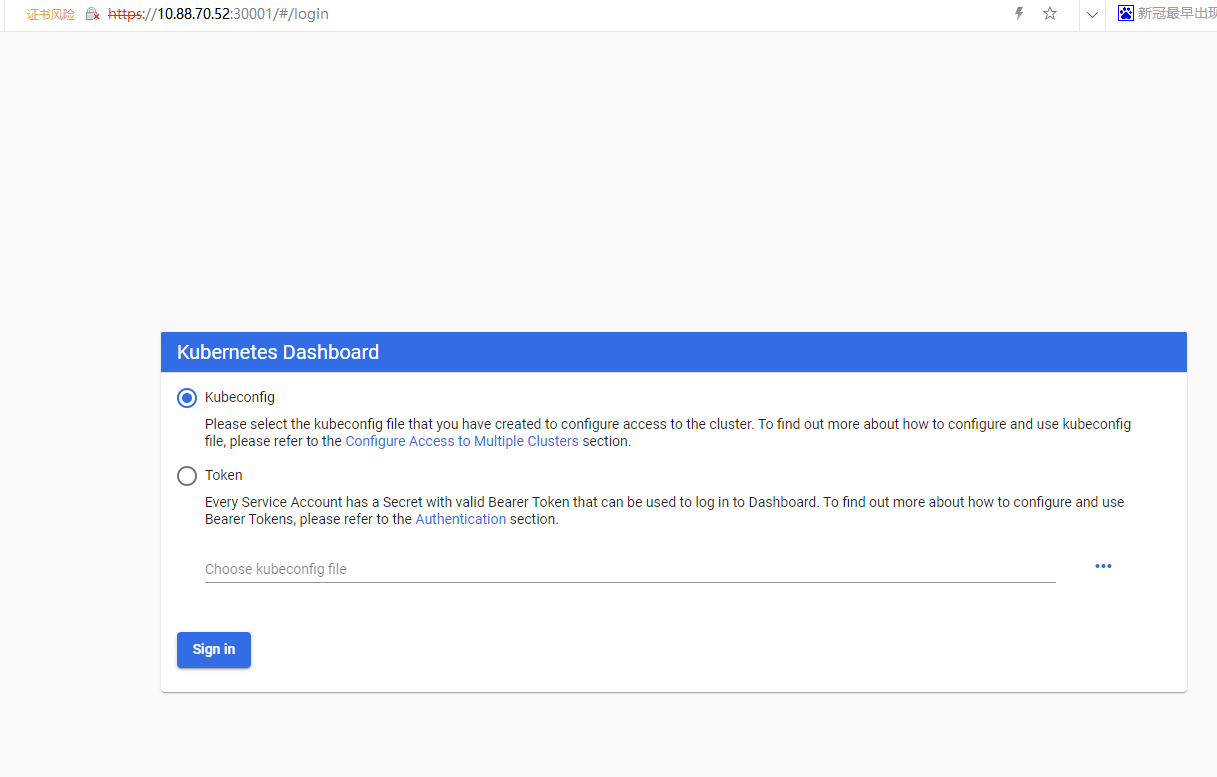 证书风险 https://10.88.70.52:30001/#/login 新冠最早出现
Kubernetes Dashboard
Kubeconfig
Please select the kubeconfig file that you have created to configure access to the cluster. To find out more about how to configure and use kubeconfig
file, please refer to the Configure Access to Multiple Clusters section.
Token
Every Service Account has a Secret with valid Bearer Token that can be used to log in to Dashboard. To find out more about how to configure and use
Bearer Tokens, please refer to the Authentication section.
Choose kubeconfig file
Sign in